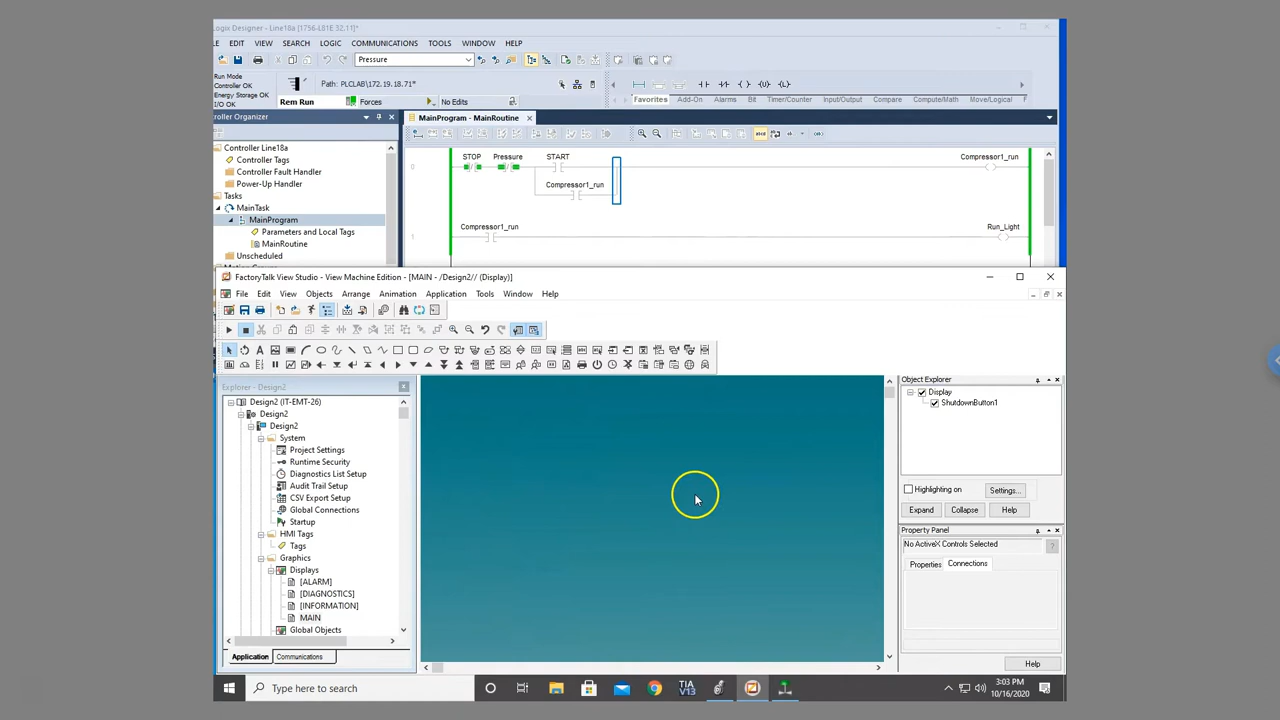 Logix Designer - Line18a [1756-L81E 32.11]*
LE EDIT VIEW SEARCH LOGIC COMMUNICATIONS TOOLS WINDOW HELP
Pressure
Run Mode
Controller OK
Energy Storage OK
I/O OK
Path: PLCLAB\172.19.18.71*
Rem Run
Forces
No Edits
Favorites Add-On Alarms Bit Timer/Counter Input/Output Compare Compute/Math Move/Logical F
roller Organizer
MainProgram - MainRoutine
Controller Line18a
Controller Tags
Controller Fault Handler
Power-Up Handler
Tasks
MainTask
MainProgram
Parameters and Local Tags
MainRoutine
Unscheduled
0
STOP Pressure START Compressor1_run
Compressor1_run
1
Compressor1_run Run_Light
FactoryTalk View Studio - View Machine Edition - [MAIN - /Design2// (Display)]
File Edit View Objects Arrange Animation Application Tools Window Help
Explorer - Design2
Design2 (IT-EMT-26)
Design2
Design2
System
Project Settings
Runtime Security
Diagnostics List Setup
Audit Trail Setup
CSV Export Setup
Global Connections
Startup
HMI Tags
Tags
Graphics
Displays
[ALARM]
[DIAGNOSTICS]
[INFORMATION]
MAIN
Global Objects
Application Communications
Object Explorer
Display
ShutdownButton1
Highlighting on Settings...
Expand Collapse Help
Property Panel
No ActiveX Controls Selected
?
Properties Connections
Help
Type here to search
TIA
V13
3:03 PM
10/16/2020